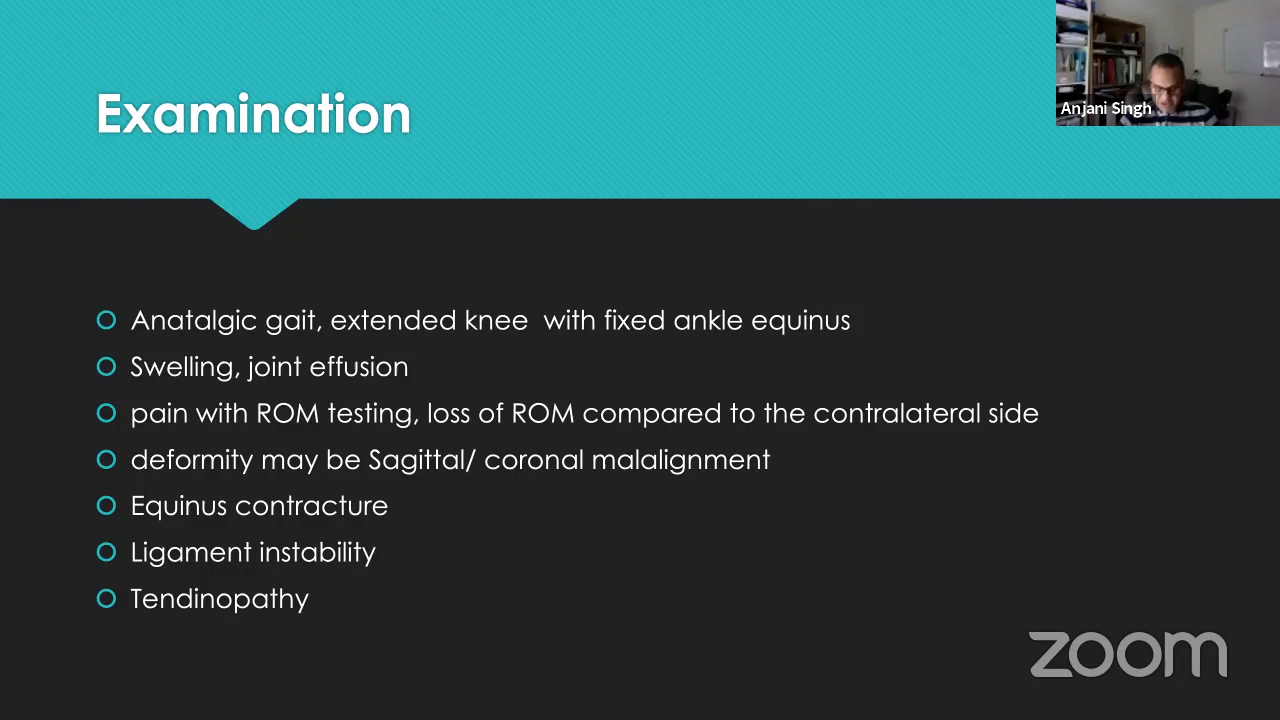 Examination
Anjani Singh
Anatalgic gait, extended knee  with fixed ankle equinus
Swelling, joint effusion
pain with ROM testing, loss of ROM compared to the contralateral side
deformity may be Sagittal/ coronal malalignment
Equinus contracture
Ligament instability
Tendinopathy
zoom